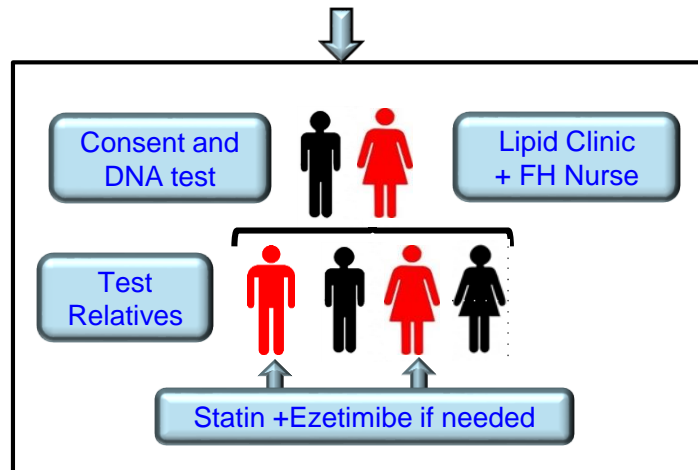 Consent and
DNA test
Lipid Clinic
+ FH Nurse
Test
Relatives
Statin +Ezetimibe if needed